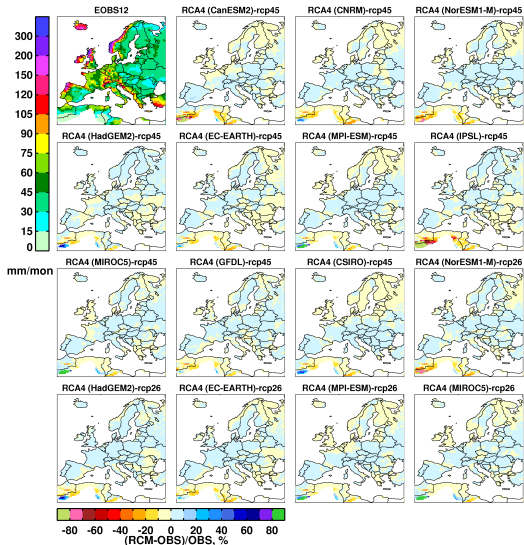 EOBS12 RCA4 (CanESM2)-rcp45 RCA4 (CNRM)-rcp45 RCA4 (NorESM1-M)-rcp45
300
200
150
120
105
90
75
60
45
30
15
0
mm/mon
RCA4 (HadGEM2)-rcp45 RCA4 (EC-EARTH)-rcp45 RCA4 (MPI-ESM)-rcp45 RCA4 (IPSL)-rcp45
RCA4 (MIROC5)-rcp45 RCA4 (GFDL)-rcp45 RCA4 (CSIRO)-rcp45 RCA4 (NorESM1-M)-rcp26
RCA4 (HadGEM2)-rcp26 RCA4 (EC-EARTH)-rcp26 RCA4 (MPI-ESM)-rcp26 RCA4 (MIROC5)-rcp26
-80 -60 -40 -20 0 20 40 60 80
(RCM-OBS)/OBS, %